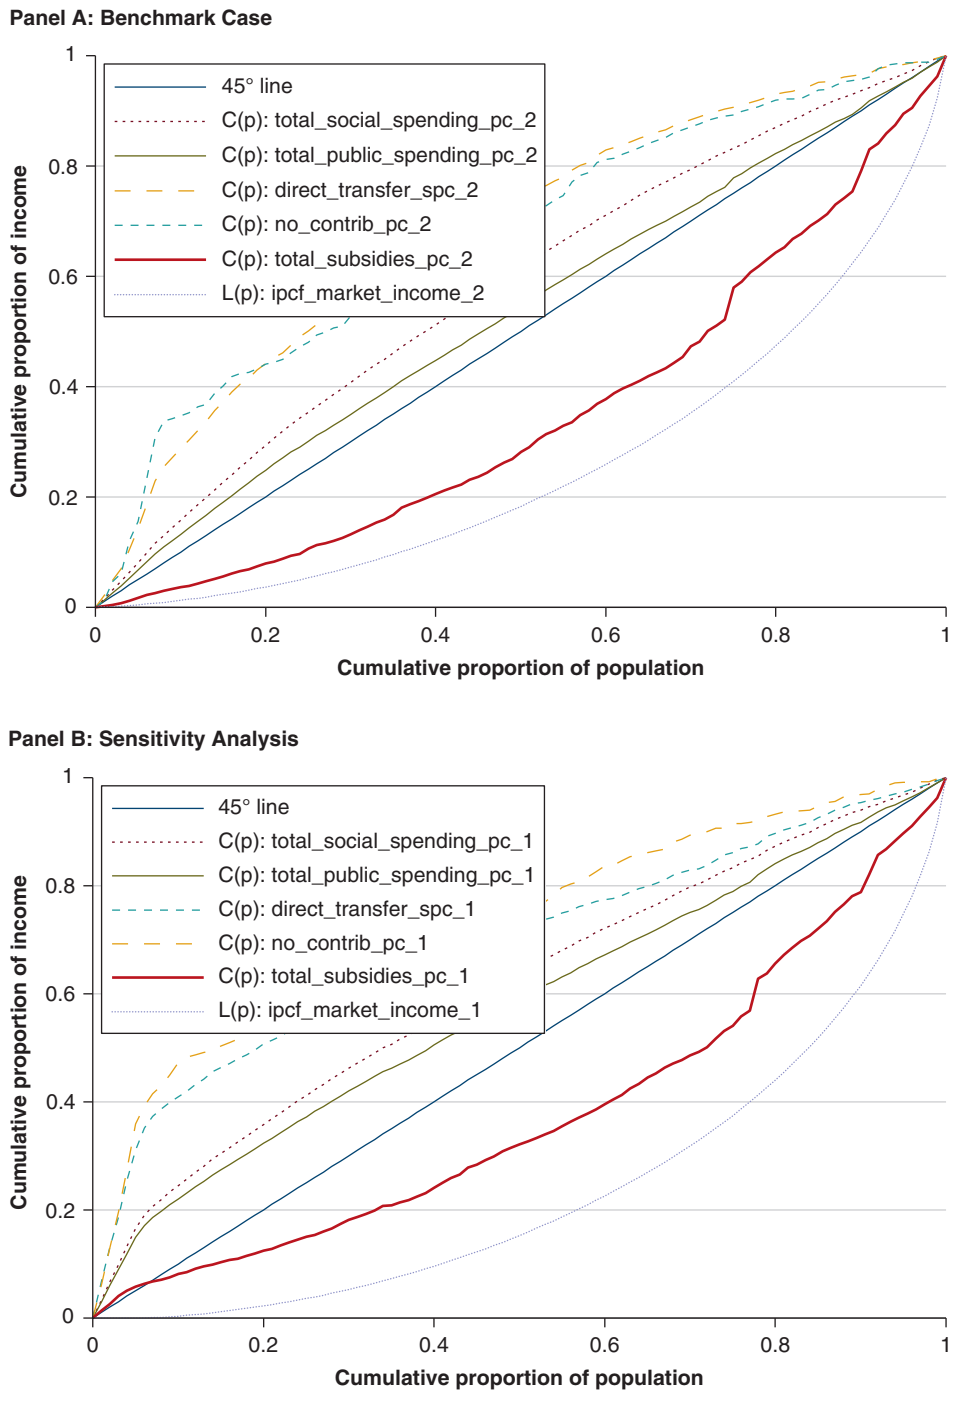 Panel A: Benchmark Case
Cumulative proportion of income
1
0.8
0.6
0.4
0.2
0
45° line
C(p): total_social_spending_pc_2
C(p): total_public_spending_pc_2
C(p): direct_transfer_spc_2
C(p): no_contrib_pc_2
C(p): total_subsidies_pc_2
L(p): ipcf_market_income_2
0 0.2 0.4 0.6 0.8 1
Cumulative proportion of population
Panel B: Sensitivity Analysis
Cumulative proportion of income
1
0.8
0.6
0.4
0.2
0
45° line
C(p): total_social_spending_pc_1
C(p): total_public_spending_pc_1
C(p): direct_transfer_spc_1
C(p): no_contrib_pc_1
C(p): total_subsidies_pc_1
L(p): ipcf_market_income_1
0 0.2 0.4 0.6 0.8 1
Cumulative proportion of population